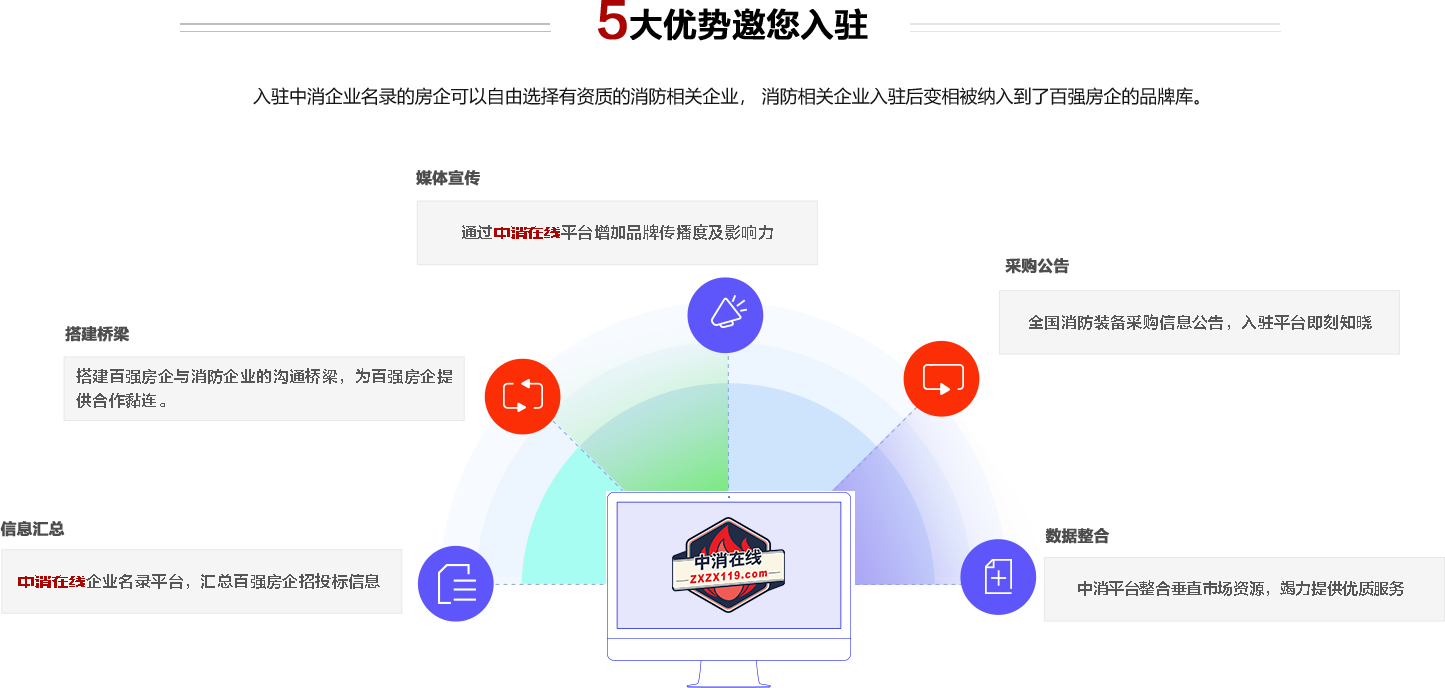 5大优势邀您入驻
入驻中消企业名录的房企可以自由选择有资质的消防相关企业， 消防相关企业入驻后变相被纳入到了百强房企的品牌库。
媒体宣传
通过中消在线平台增加品牌传播度及影响力
采购公告
全国消防装备采购信息公告，入驻平台即刻知晓
搭建桥梁
搭建百强房企与消防企业的沟通桥梁，为百强房企提
供合作黏连。
信息汇总
中消在线企业名录平台，汇总百强房企招投标信息
数据整合
中消平台整合垂直市场资源，竭力提供优质服务
中消在线
ZXZX119.com